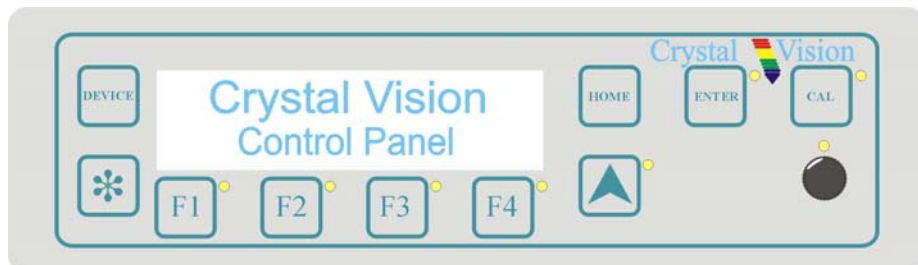 Crystal Vision
DEVICE
Crystal Vision
Control Panel
HOME
ENTER
CAL
F1
F2
F3
F4